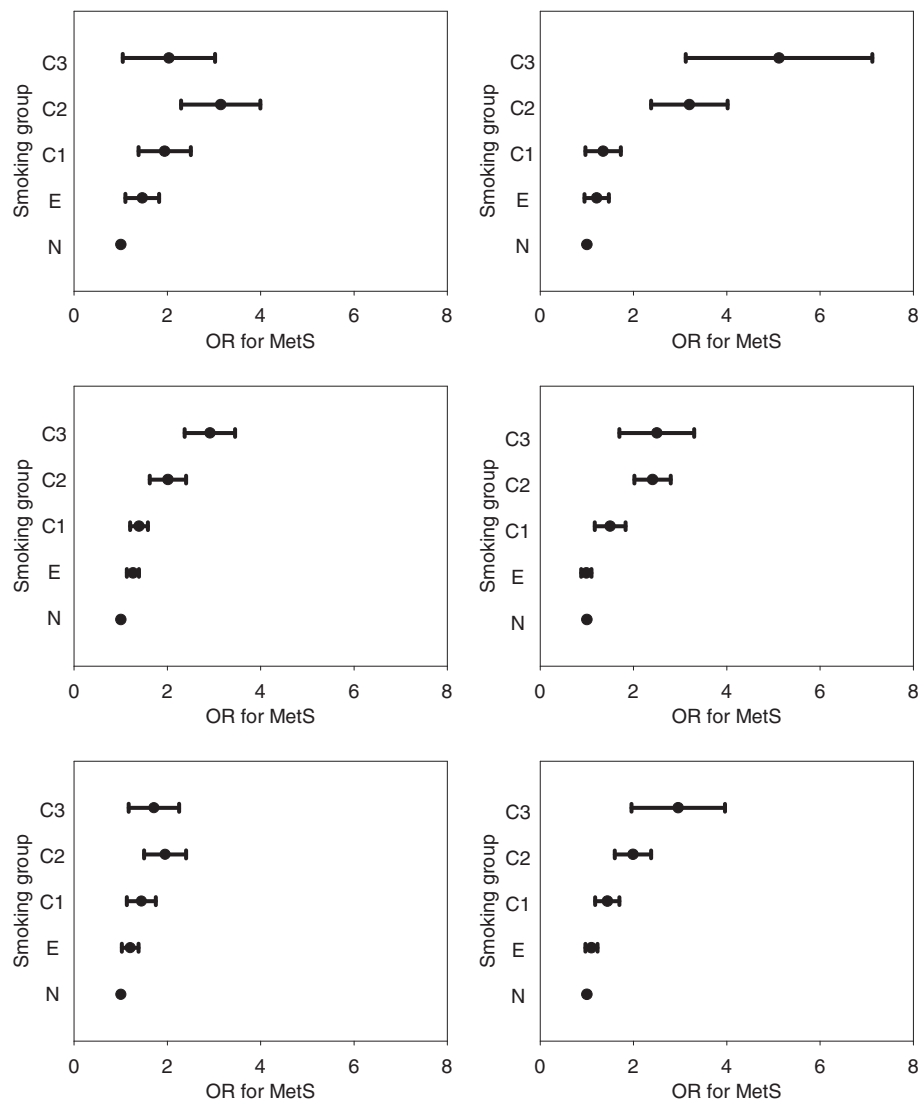 Smoking group
C3
C2
C1
E
N
0 2 4 6 8
OR for MetS
Smoking group
C3
C2
C1
E
N
0 2 4 6 8
OR for MetS
Smoking group
C3
C2
C1
E
N
0 2 4 6 8
OR for MetS
Smoking group
C3
C2
C1
E
N
0 2 4 6 8
OR for MetS
Smoking group
C3
C2
C1
E
N
0 2 4 6 8
OR for MetS
Smoking group
C3
C2
C1
E
N
0 2 4 6 8
OR for MetS